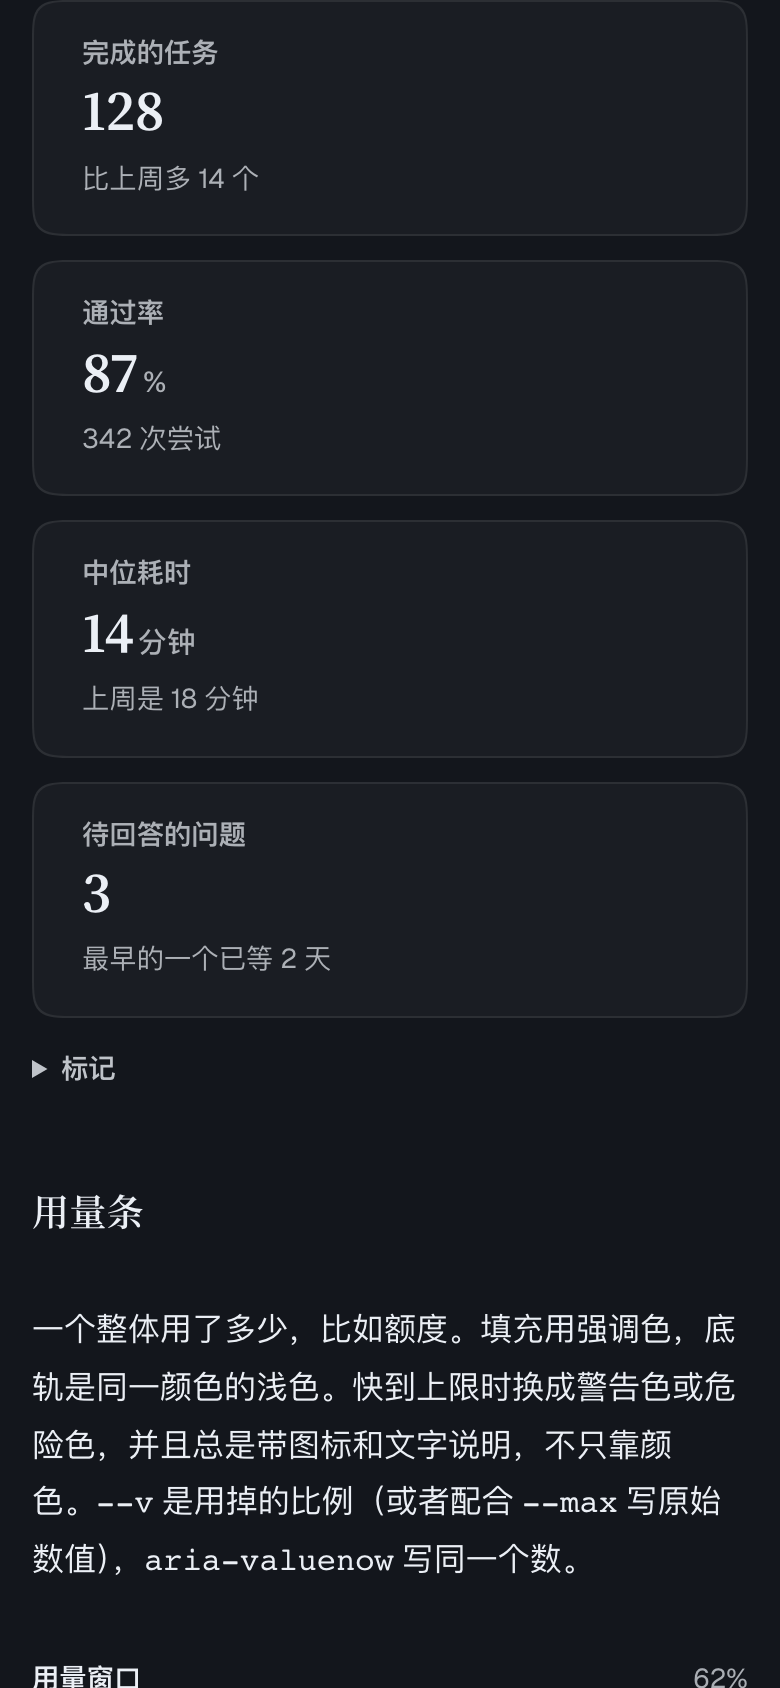 完成的任务
128
比上周多 14 个
通过率
87 %
342 次尝试
中位耗时
14 分钟
上周是 18 分钟
待回答的问题
3
最早的一个已等 2 天
▶ 标记
用量条
一个整体用了多少，比如额度。填充用强调色，底
轨是同一颜色的浅色。快到上限时换成警告色或危
险色，并且总是带图标和文字说明，不只靠颜
色。--v 是用掉的比例（或者配合 --max 写原始
数值），aria-valuenow 写同一个数。
用量窗口 62%